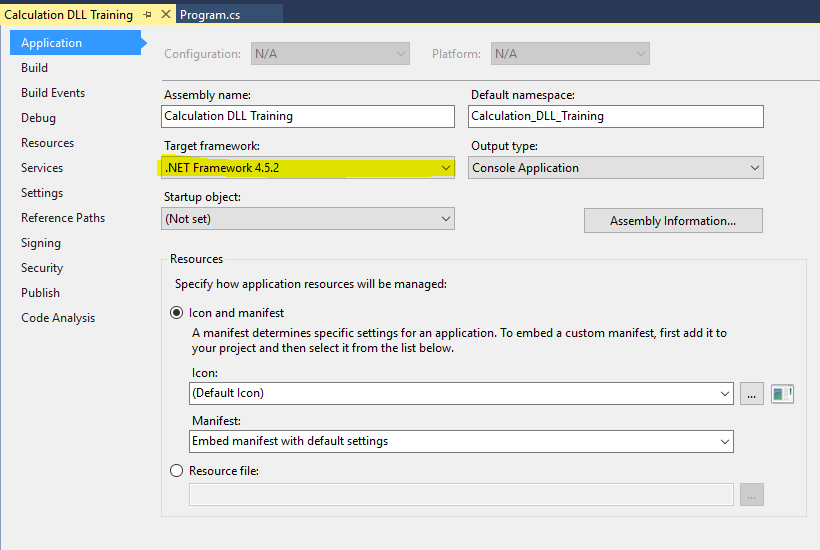 Calculation DLL Training
Program.cs
Application
Build
Build Events
Debug
Resources
Services
Settings
Reference Paths
Signing
Security
Publish
Code Analysis
Configuration: N/A Platform: N/A
Assembly name: Default namespace:
Calculation DLL Training Calculation_DLL_Training
Target framework: Output type:
.NET Framework 4.5.2 Console Application
Startup object:
(Not set) Assembly Information...
Resources
Specify how application resources will be managed:
Icon and manifest
A manifest determines specific settings for an application. To embed a custom manifest, first add it to
your project and then select it from the list below.
Icon:
(Default Icon) ...
Manifest:
Embed manifest with default settings
Resource file:
...